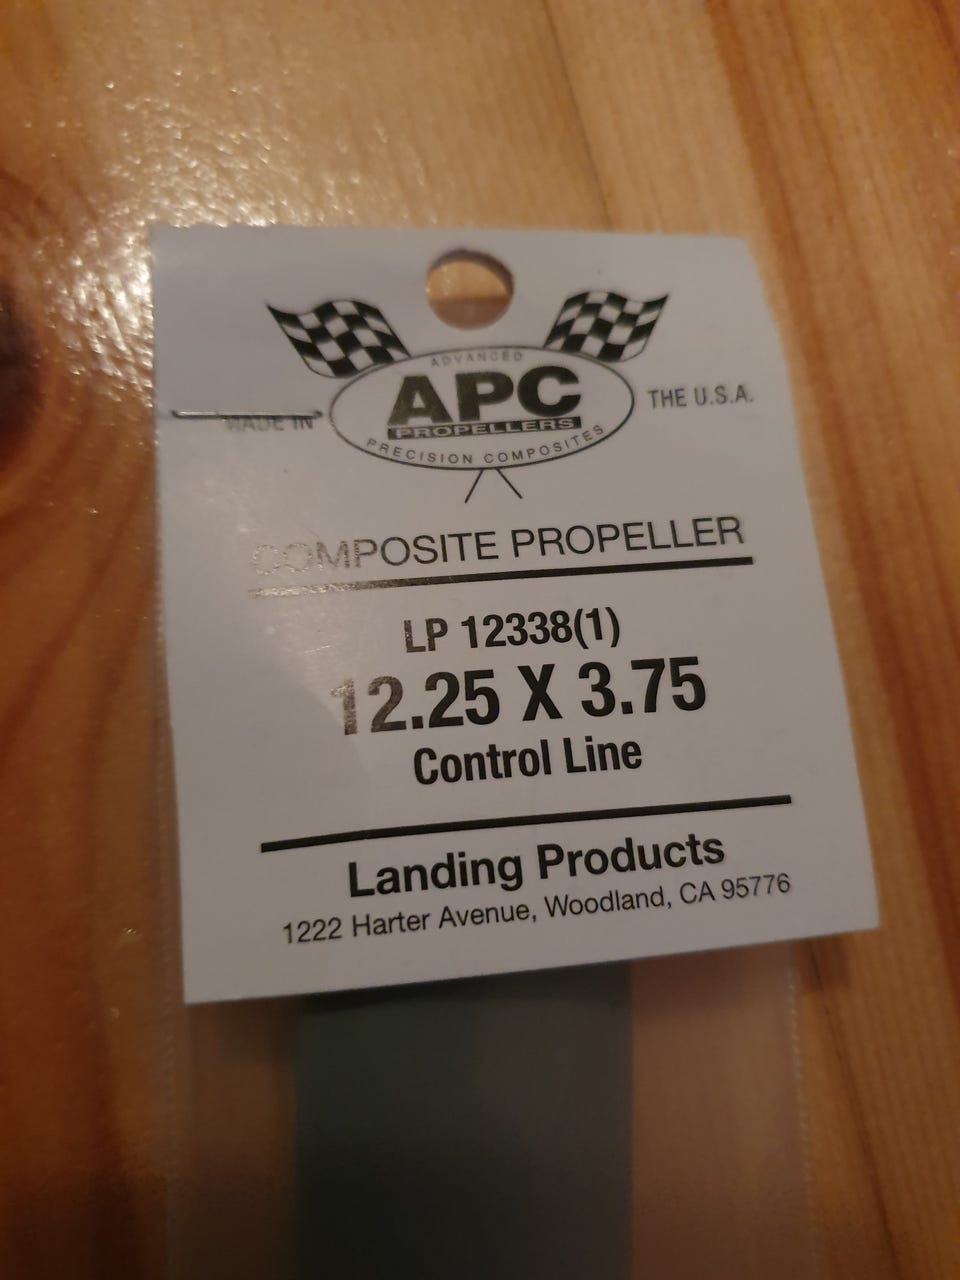 ADVANCED
APC
PROPELLERS
PRECISION COMPOSITES
MADE IN THE U.S.A.
COMPOSITE PROPELLER
LP 12338(1)
12.25 X 3.75
Control Line
Landing Products
1222 Harter Avenue, Woodland, CA 95776